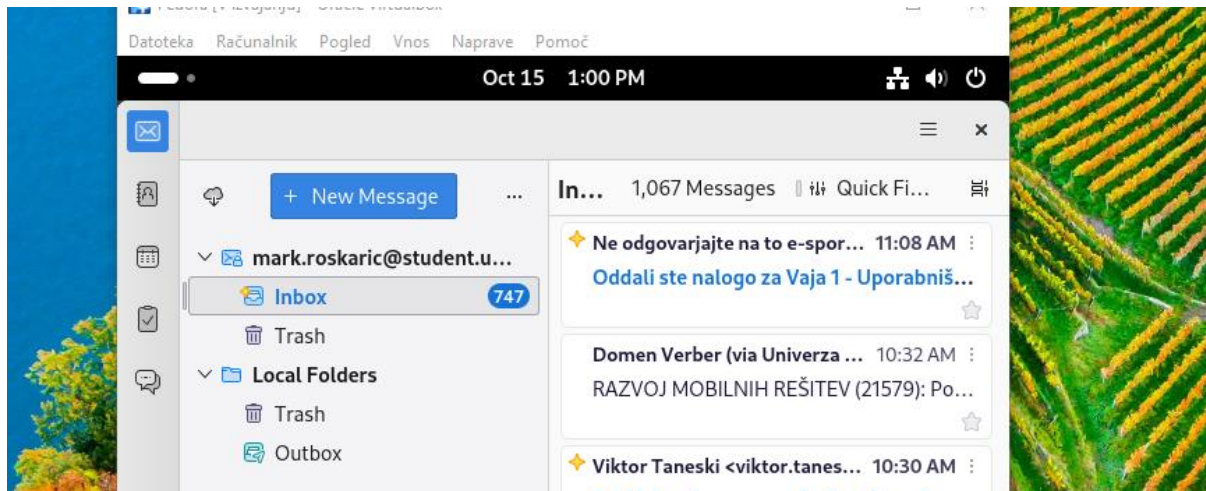 Datoteka Računalnik Pogled Vnos Naprave Pomoč
Oct 15 1:00 PM
+ New Message ...
In... 1,067 Messages Quick Fi...
mark.roskaric@student.u...
Inbox 747
Trash
Local Folders
Trash
Outbox
Ne odgovarjajte na to e-spor... 11:08 AM
Oddali ste nalogo za Vaja 1 - Uporabniš...
Domen Verber (via Univerza ... 10:32 AM
RAZVOJ MOBILNIH REŠITEV (21579): Po...
Viktor Taneski <viktor.tanes... 10:30 AM